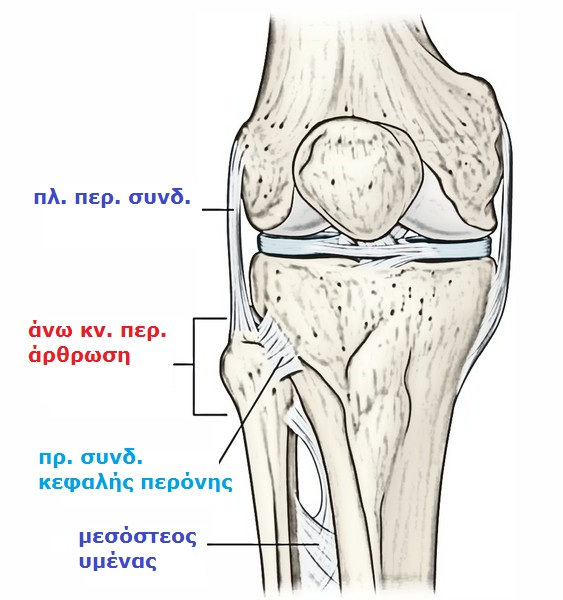 πλ. περ. συνδ.
άνω κν. περ.
άρθρωση
πρ. συνδ.
κεφαλής περόνης
μεσόστεος
υμένας